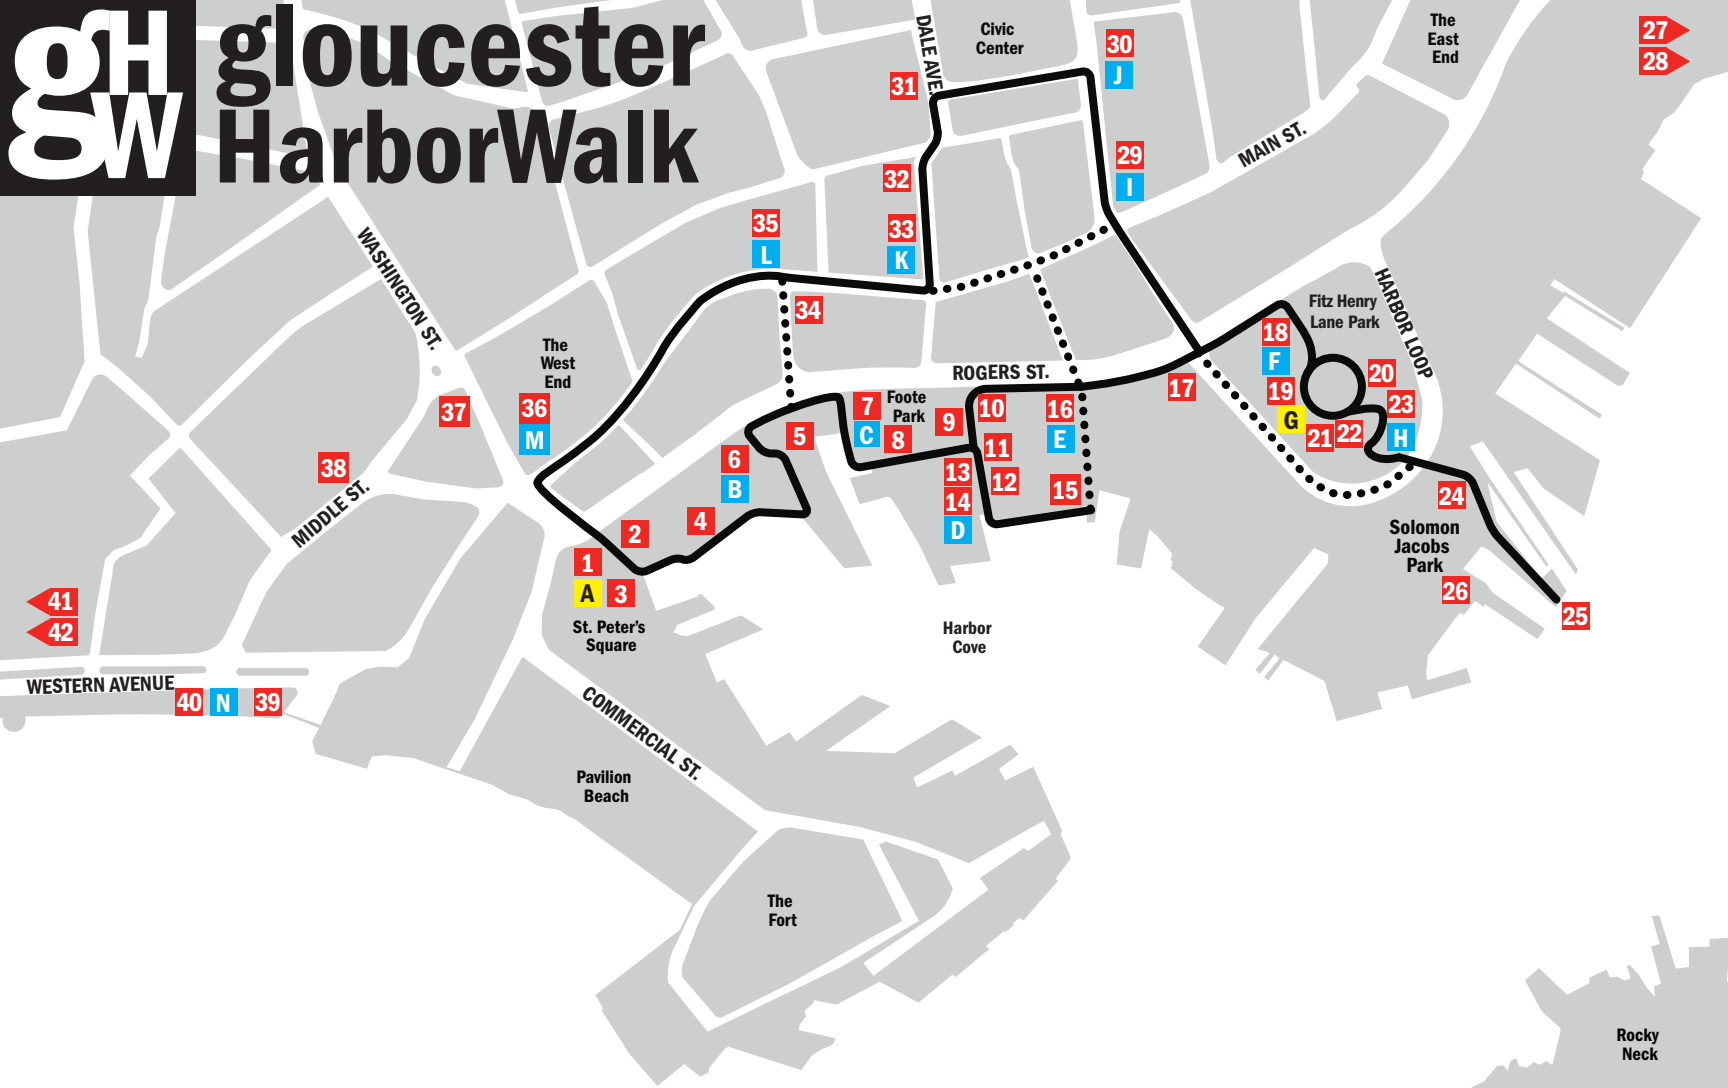 gHW
gloucester
HarborWalk
DALE AVE.
Civic
Center
The
East
End
27
28
30
J
31
29
I
MAIN ST.
32
33
K
35
L
34
WASHINGTON ST.
The
West
End
36
M
37
38
MIDDLE ST.
ROGERS ST.
Fitz Henry
Lane Park
HARBOR LOOP
18
F
19
G
20
21
22
23
H
17
7
C
Foote
Park
8
9
10
11
12
13
14
D
15
16
E
5
6
B
4
2
1
A
3
St. Peter's
Square
24
Solomon
Jacobs
Park
26
25
41
42
WESTERN AVENUE
40
N
39
Harbor
Cove
COMMERCIAL ST.
Pavilion
Beach
The
Fort
Rocky
Neck